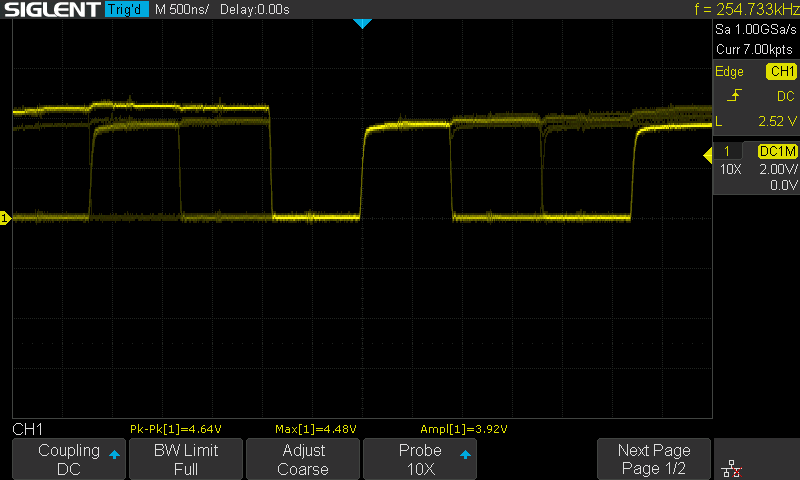 SIGLENT Trig'd M 500ns/ Delay:0.00s f = 254.733kHz
Sa 1.00GSa/s
Curr 7.00kpts
Edge CH1
DC
L 2.52 V
1 DC1M
10X 2.00V/
0.0V
1
CH1 Pk-Pk[1]=4.64V Max[1]=4.48V Ampl[1]=3.92V
Coupling BW Limit Adjust Probe Next Page
DC Full Coarse 10X Page 1/2